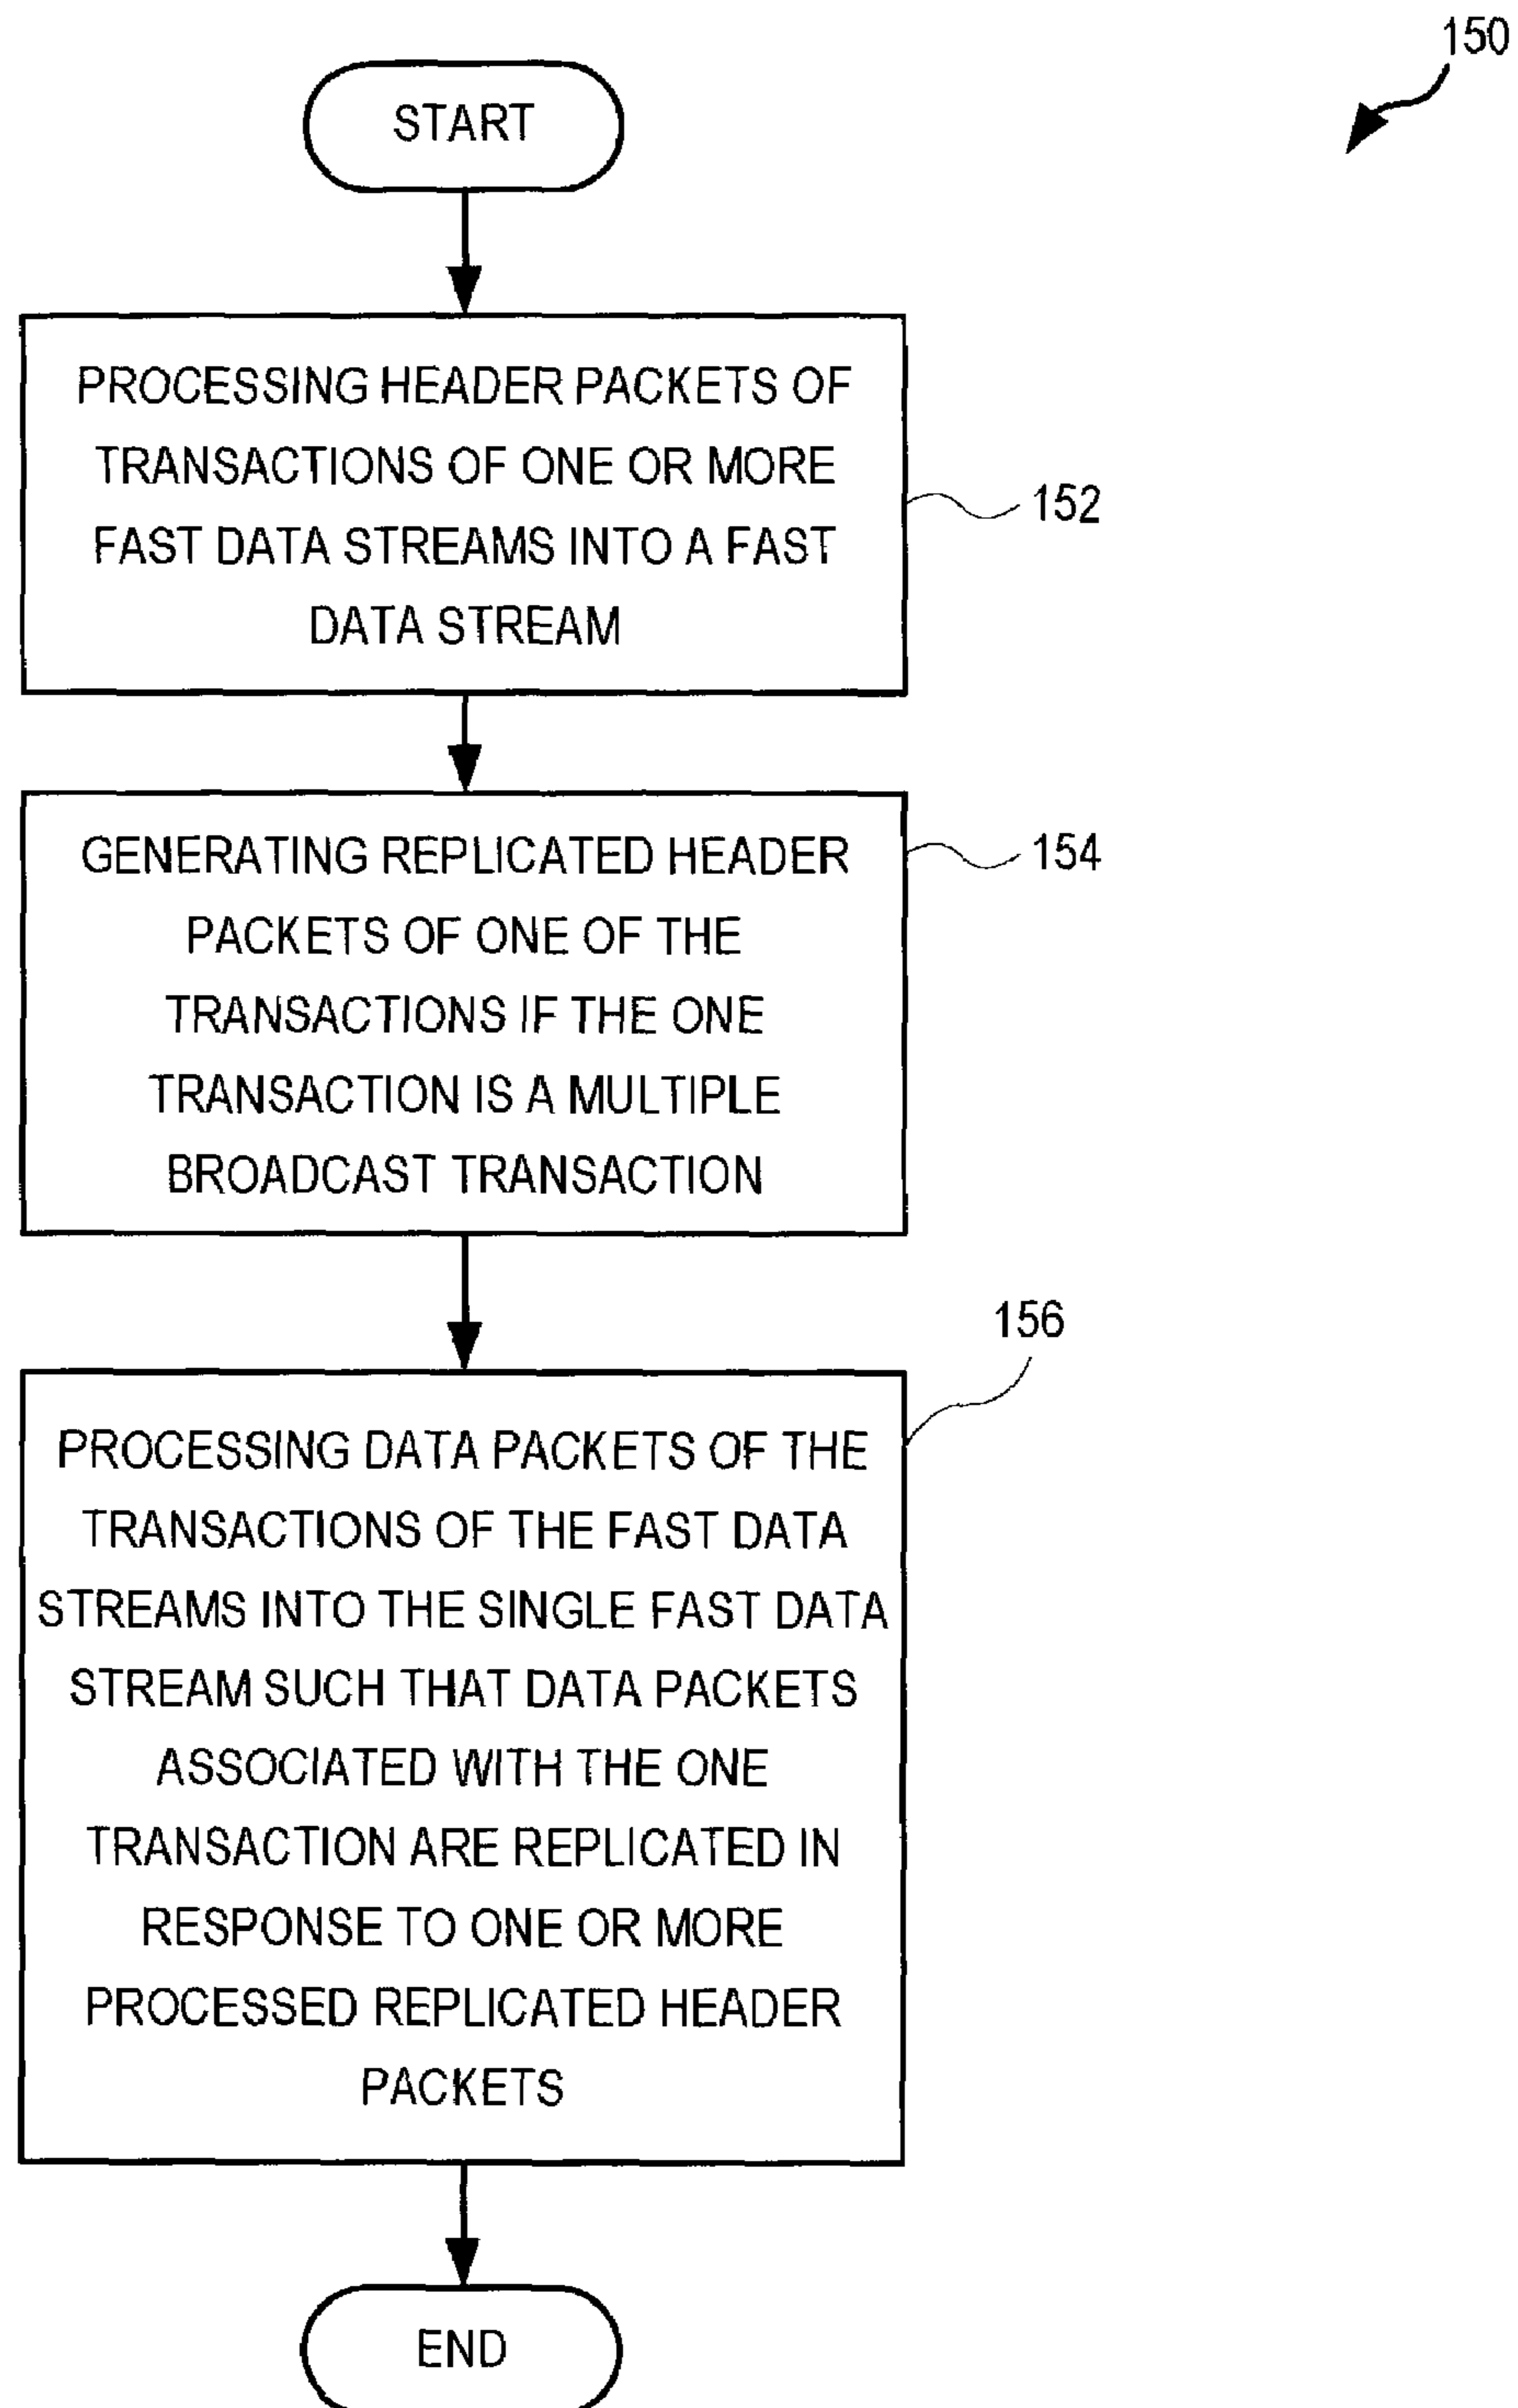 150
START
PROCESSING HEADER PACKETS OF
TRANSACTIONS OF ONE OR MORE
FAST DATA STREAMS INTO A FAST
DATA STREAM
152
GENERATING REPLICATED HEADER
PACKETS OF ONE OF THE
TRANSACTIONS IF THE ONE
TRANSACTION IS A MULTIPLE
BROADCAST TRANSACTION
154
156
PROCESSING DATA PACKETS OF THE
TRANSACTIONS OF THE FAST DATA
STREAMS INTO THE SINGLE FAST DATA
STREAM SUCH THAT DATA PACKETS
ASSOCIATED WITH THE ONE
TRANSACTION ARE REPLICATED IN
RESPONSE TO ONE OR MORE
PROCESSED REPLICATED HEADER
PACKETS
END